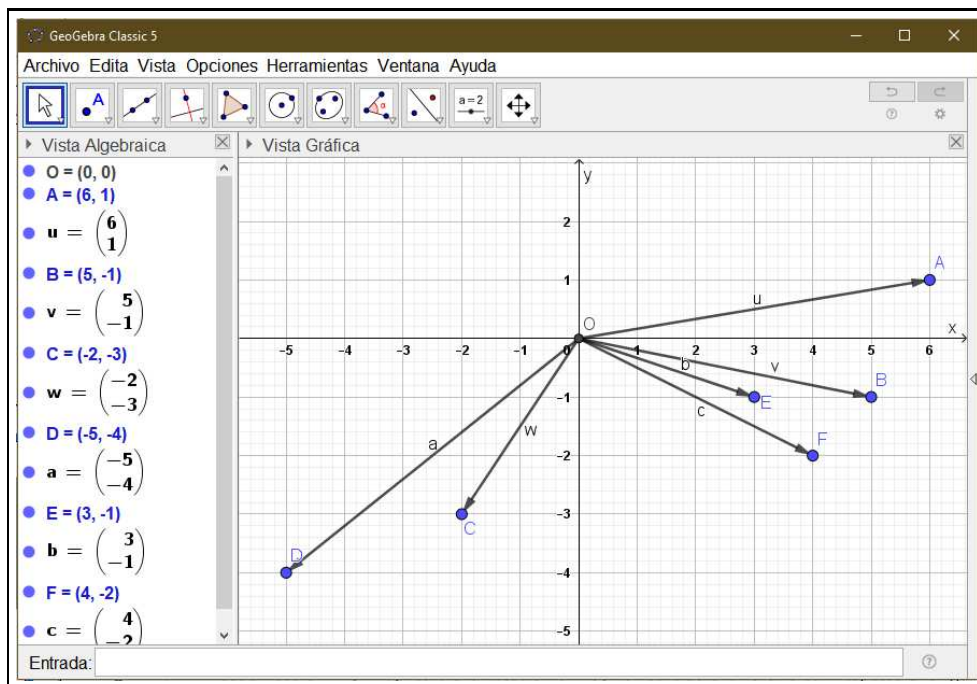 GeoGebra Classic 5
Archivo Edita Vista Opciones Herramientas Ventana Ayuda
A
α
a=2
Vista Algebraica
O = (0, 0)
A = (6, 1)
u = (6
1)
B = (5, -1)
v = (5
−1)
C = (-2, -3)
w = (−2
−3)
D = (-5, -4)
a = (−5
−4)
E = (3, -1)
b = (3
−1)
F = (4, -2)
c = (4
−2)
Vista Gráfica
y
2
1
A
u
O
x
-5 -4 -3 -2 -1 0 1 2 3 4 5 6
b
v
B
-1
E
c
a
w
F
-2
-3
C
D
-4
-5
Entrada: